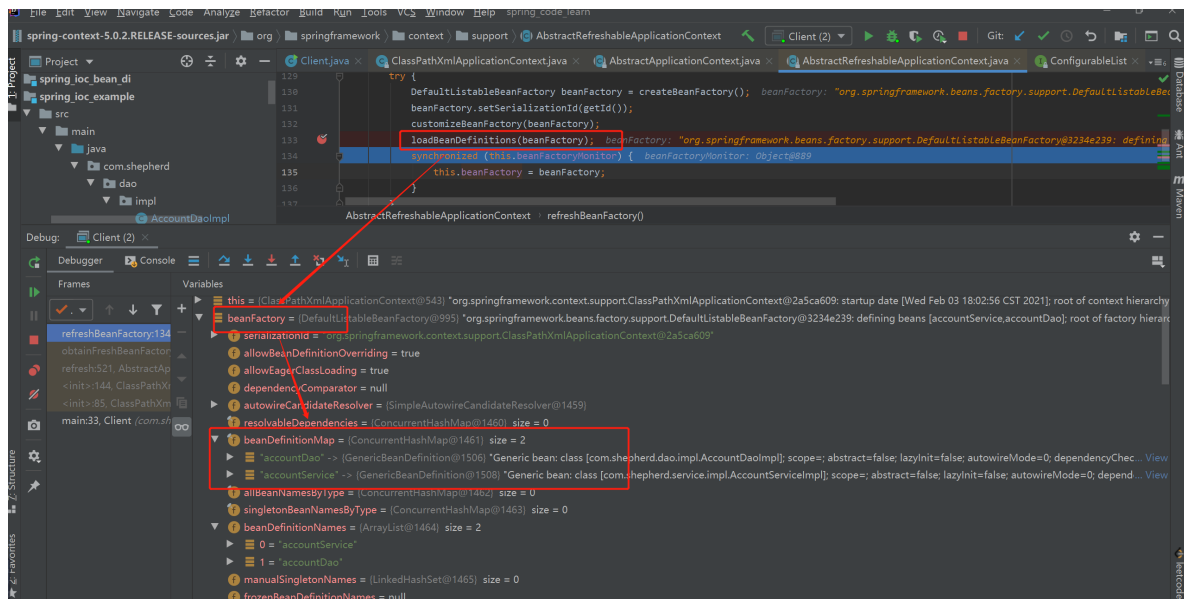 File Edit View Navigate Code Analyze Refactor Build Run Tools VCS Window Help spring_code_learn
spring-context-5.0.2.RELEASE-sources.jar org springframework context support AbstractRefreshableApplicationContext Client (2) Git:
Project Client.java ClassPathXmlApplicationContext.java AbstractApplicationContext.java AbstractRefreshableApplicationContext.java ConfigurableList
spring_ioc_bean_di
spring_ioc_example
src
main
java
com.shepherd
dao
impl
AccountDaoImpl
129 try {
130 DefaultListableBeanFactory beanFactory = createBeanFactory(); beanFactory: "org.springframework.beans.factory.support.DefaultListableBea
131 beanFactory.setSerializationId(getId());
132 customizeBeanFactory(beanFactory);
133 loadBeanDefinitions(beanFactory); beanFactory: "org.springframework.beans.factory.support.DefaultListableBeanFactory@3234e239: defining
134 synchronized (this.beanFactoryMonitor) { beanFactoryMonitor: Object@889
135 this.beanFactory = beanFactory;
136 }
137
AbstractRefreshableApplicationContext refreshBeanFactory()
Project
Database
Ant
Maven
Debug: Client (2)
Debugger Console
Frames
Variables
refreshBeanFactory:134
obtainFreshBeanFactory
refresh:521, AbstractAp
<init>:144, ClassPathX
<init>:85, ClassPathXm
main:33, Client (com.sh
this = {ClassPathXmlApplicationContext@543} "org.springframework.context.support.ClassPathXmlApplicationContext@2a5ca609: startup date [Wed Feb 03 18:02:56 CST 2021]; root of context hierarchy
beanFactory = {DefaultListableBeanFactory@995} "org.springframework.beans.factory.support.DefaultListableBeanFactory@3234e239: defining beans [accountService,accountDao]; root of factory hierarc
serializationId = "org.springframework.context.support.ClassPathXmlApplicationContext@2a5ca609"
allowBeanDefinitionOverriding = true
allowEagerClassLoading = true
dependencyComparator = null
autowireCandidateResolver = {SimpleAutowireCandidateResolver@1459}
resolvableDependencies = {ConcurrentHashMap@1460} size = 0
beanDefinitionMap = {ConcurrentHashMap@1461} size = 2
"accountDao" -> {GenericBeanDefinition@1506} "Generic bean: class [com.shepherd.dao.impl.AccountDaoImpl]; scope=; abstract=false; lazyInit=false; autowireMode=0; dependencyChec... View
"accountService" -> {GenericBeanDefinition@1508} "Generic bean: class [com.shepherd.service.impl.AccountServiceImpl]; scope=; abstract=false; lazyInit=false; autowireMode=0; depend... View
allBeanNamesByType = {ConcurrentHashMap@1462} size = 0
singletonBeanNamesByType = {ConcurrentHashMap@1463} size = 0
beanDefinitionNames = {ArrayList@1464} size = 2
0 = "accountService"
1 = "accountDao"
manualSingletonNames = {LinkedHashSet@1465} size = 0
frozenBeanDefinitionNames = null
Z: Structure
2: Favorites
leetcode